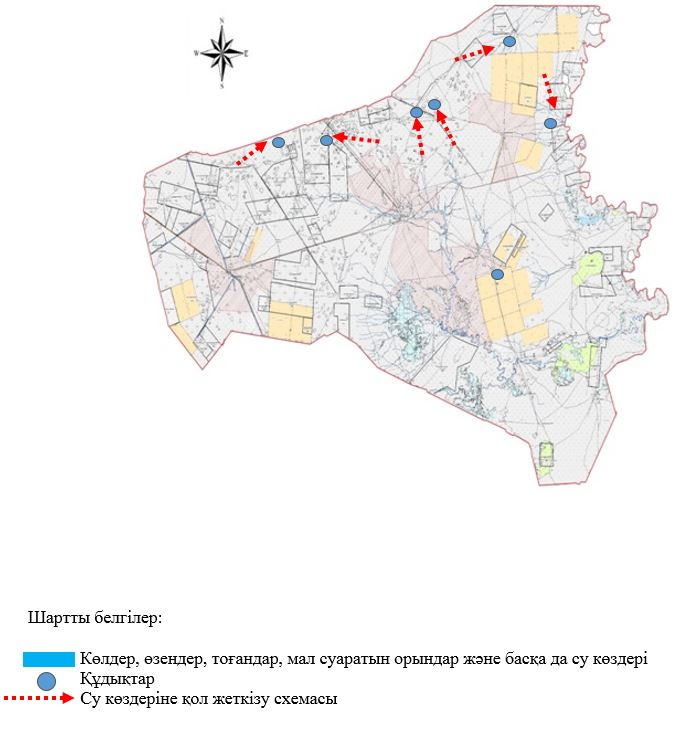 N
W E
S
Шартты белгілер:
Көлдер, өзендер, тоғандар, мал суаратын орындар және басқа да су көздері
Құдықтар
Су көздеріне қол жеткізу схемасы